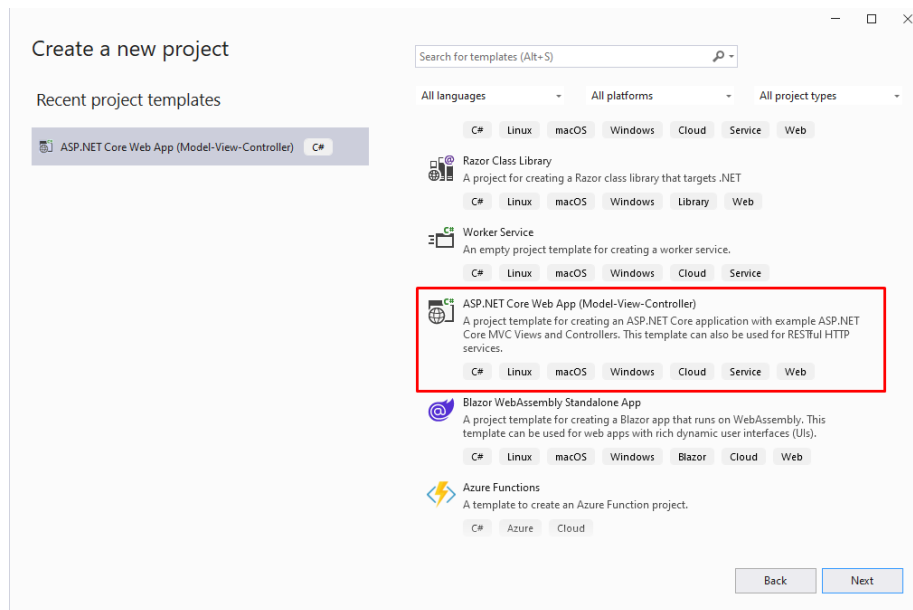 Create a new project
Recent project templates
ASP.NET Core Web App (Model-View-Controller) C#
Search for templates (Alt+S)
All languages All platforms All project types
C# Linux macOS Windows Cloud Service Web
Razor Class Library
A project for creating a Razor class library that targets .NET
C# Linux macOS Windows Library Web
C#
Worker Service
An empty project template for creating a worker service.
C# Linux macOS Windows Cloud Service
C#
ASP.NET Core Web App (Model-View-Controller)
A project template for creating an ASP.NET Core application with example ASP.NET
Core MVC Views and Controllers. This template can also be used for RESTful HTTP
services.
C# Linux macOS Windows Cloud Service Web
Blazor WebAssembly Standalone App
A project template for creating a Blazor app that runs on WebAssembly. This
template can be used for web apps with rich dynamic user interfaces (UIs).
C# Linux macOS Windows Blazor Cloud Web
Azure Functions
A template to create an Azure Function project.
C# Azure Cloud
Back Next